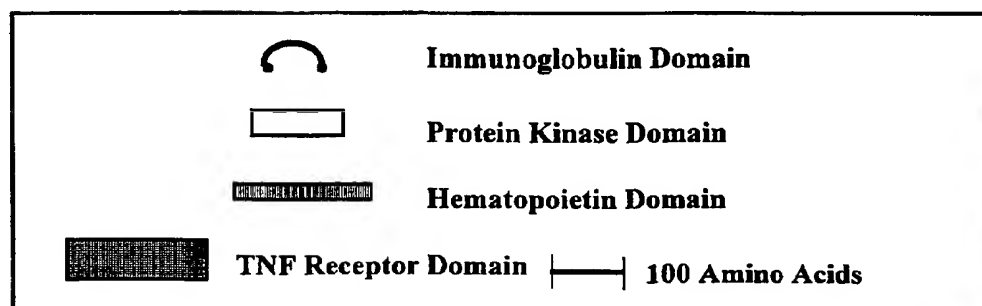 Immunoglobulin Domain
Protein Kinase Domain
Hematopoietin Domain
TNF Receptor Domain 100 Amino Acids